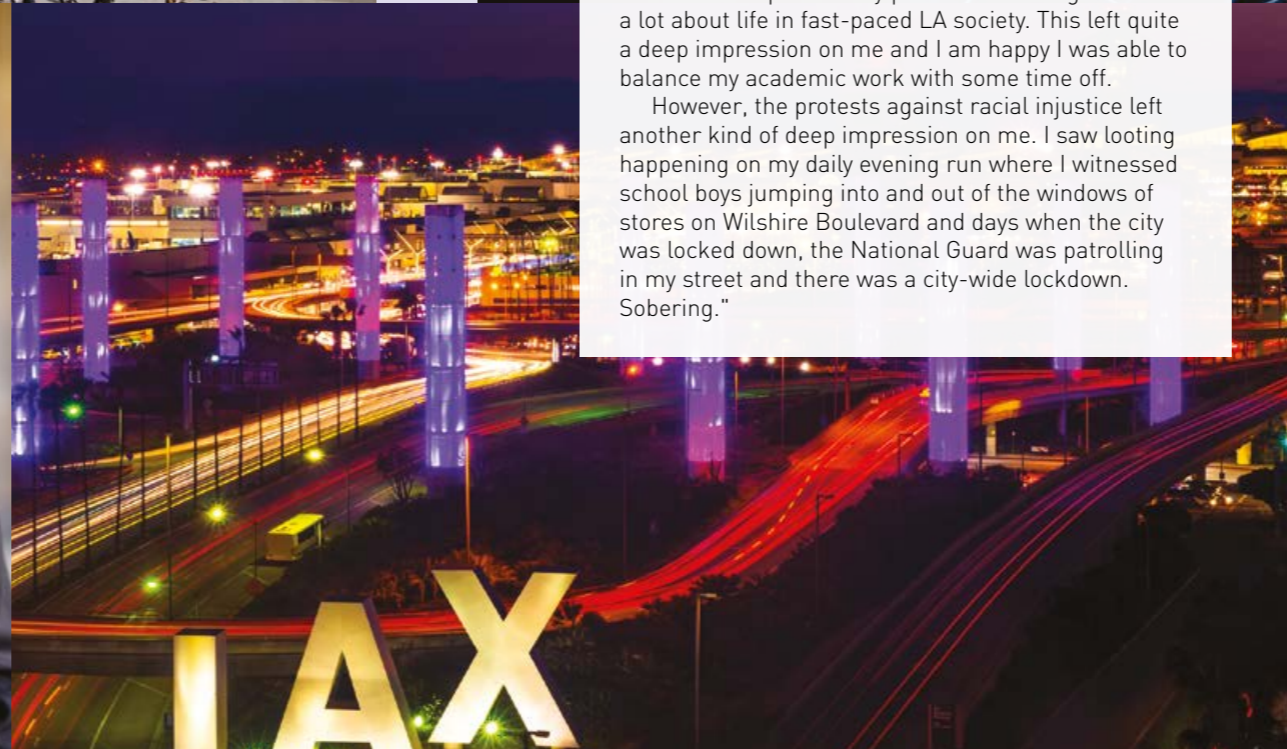 a lot about life in fast-paced LA society. This left quite
a deep impression on me and I am happy I was able to
balance my academic work with some time off.
However, the protests against racial injustice left
another kind of deep impression on me. I saw looting
happening on my daily evening run where I witnessed
school boys jumping into and out of the windows of
stores on Wilshire Boulevard and days when the city
was locked down, the National Guard was patrolling
in my street and there was a city-wide lockdown.
Sobering."
LAX